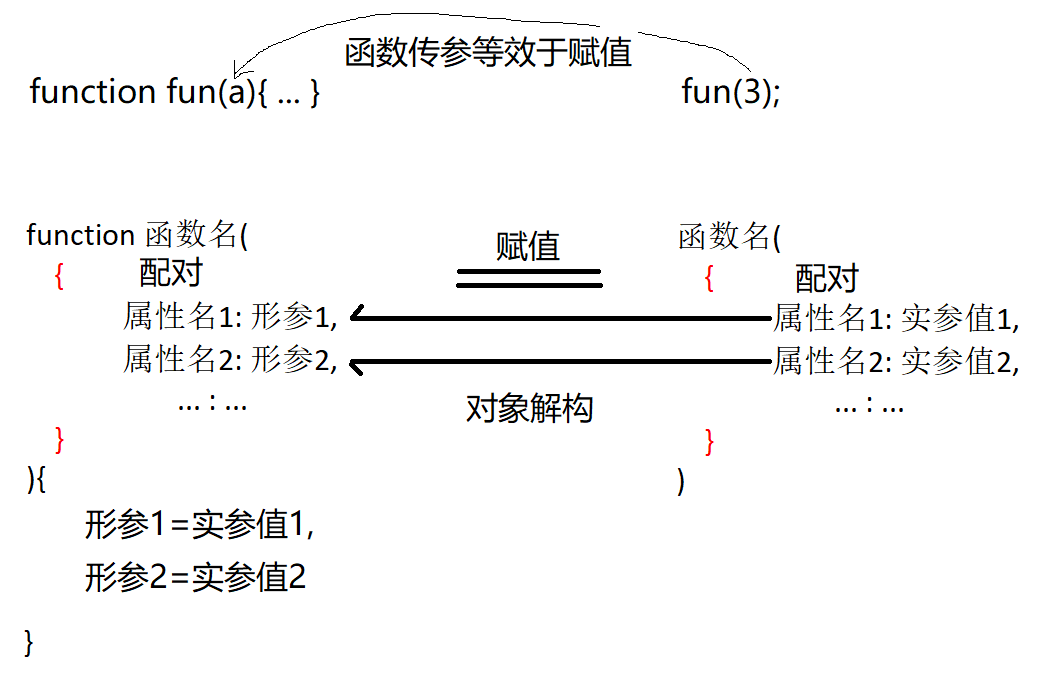 函数传参等效于赋值
function fun(a){ ... }
fun(3);
function 函数名(
{ 配对
属性名1: 形参1,
属性名2: 形参2,
... : ...
}
){
形参1=实参值1,
形参2=实参值2
}
赋值
对象解构
函数名(
{ 配对
属性名1: 实参值1,
属性名2: 实参值2,
... : ...
}
)